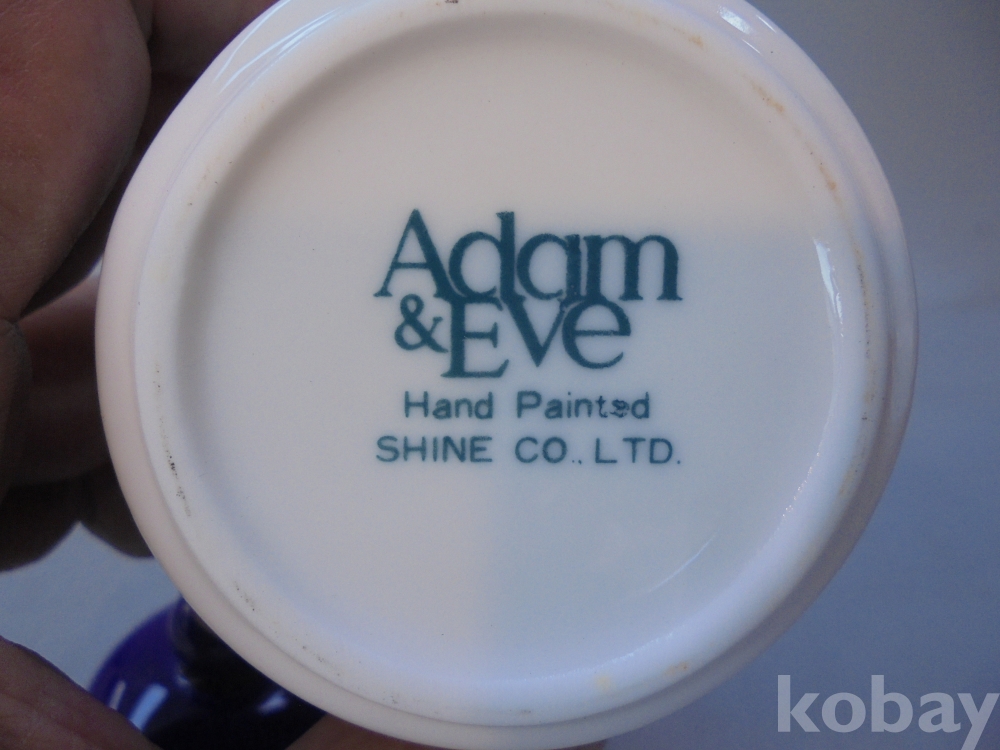 Adam
& Eve
Hand Painted
SHINE CO., LTD.
kobay